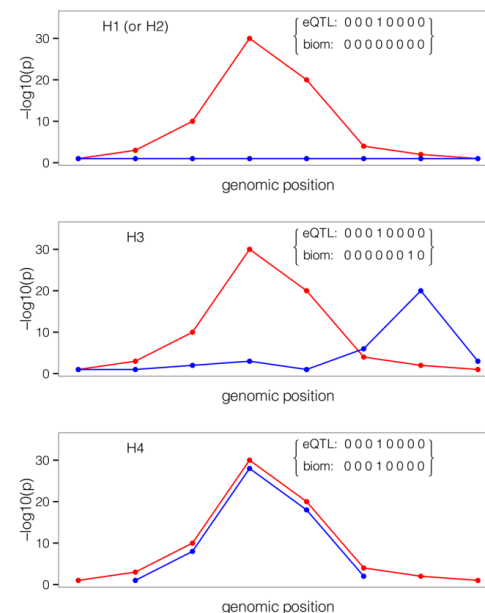 H1 (or H2)
eQTL: 0 0 0 1 0 0 0 0
biom: 0 0 0 0 0 0 0 0
30
20
10
0
−log10(p)
genomic position
H3
eQTL: 0 0 0 1 0 0 0 0
biom: 0 0 0 0 0 0 1 0
30
20
10
0
−log10(p)
genomic position
H4
eQTL: 0 0 0 1 0 0 0 0
biom: 0 0 0 1 0 0 0 0
30
20
10
0
−log10(p)
genomic position